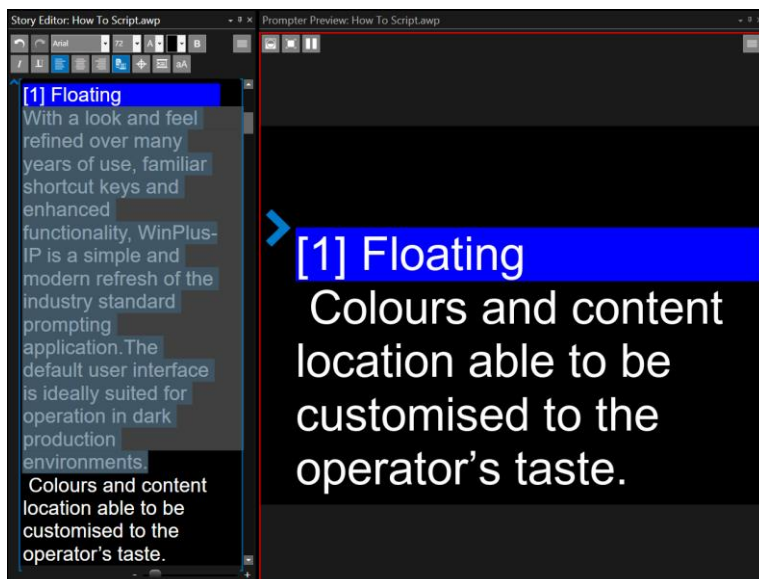 Story Editor: How To Script.awp
Prompter Preview: How To Script.awp
Arial 72 A B
I U aA
[1] Floating
With a look and feel
refined over many
years of use, familiar
shortcut keys and
enhanced
functionality, WinPlus-
IP is a simple and
modern refresh of the
industry standard
prompting
application.The
default user interface
is ideally suited for
operation in dark
production
environments.
Colours and content
location able to be
customised to the
operator’s taste.
[1] Floating
Colours and content
location able to be
customised to the
operator’s taste.